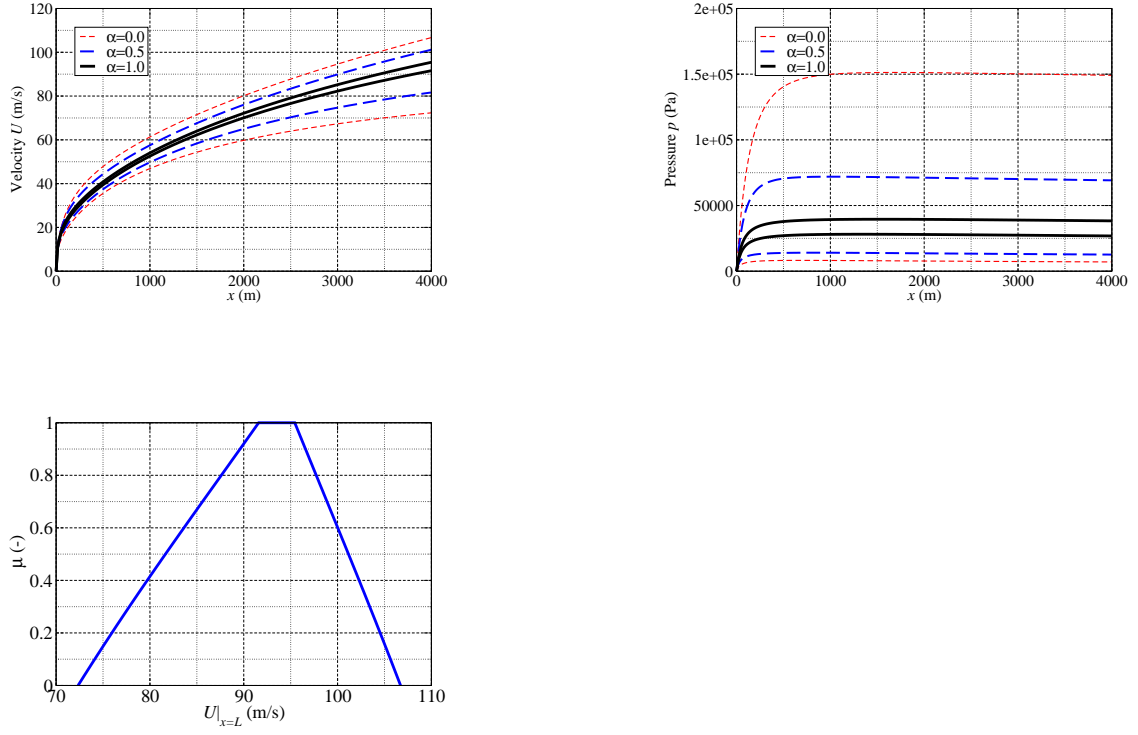 120
100
80
60
40
20
0
Velocity U (m/s)
α=0.0
α=0.5
α=1.0
0 1000 2000 3000 4000
x (m)
2e+05
1.5e+05
1e+05
50000
0
Pressure p (Pa)
α=0.0
α=0.5
α=1.0
0 1000 2000 3000 4000
x (m)
1
0.8
0.6
0.4
0.2
0
μ (-)
70 80 90 100 110
U|x=L (m/s)